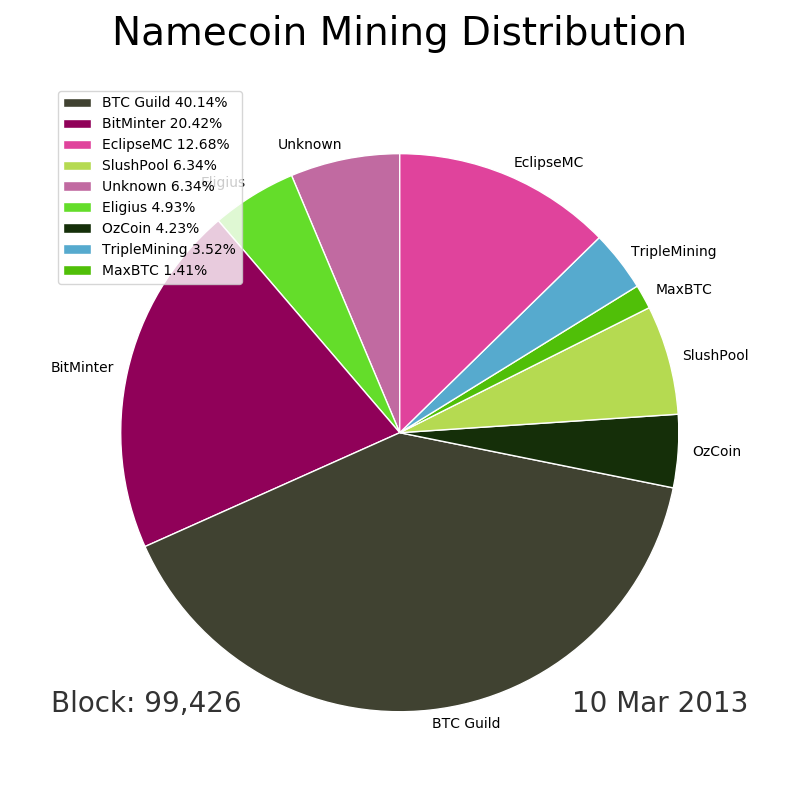 Namecoin Mining Distribution
BTC Guild 40.14%
BitMinter 20.42%
EclipseMC 12.68%
SlushPool 6.34%
Unknown 6.34%
Eligius 4.93%
OzCoin 4.23%
TripleMining 3.52%
MaxBTC 1.41%
Unknown
EclipseMC
Eligius
TripleMining
MaxBTC
SlushPool
BitMinter
OzCoin
Block: 99,426
10 Mar 2013
BTC Guild